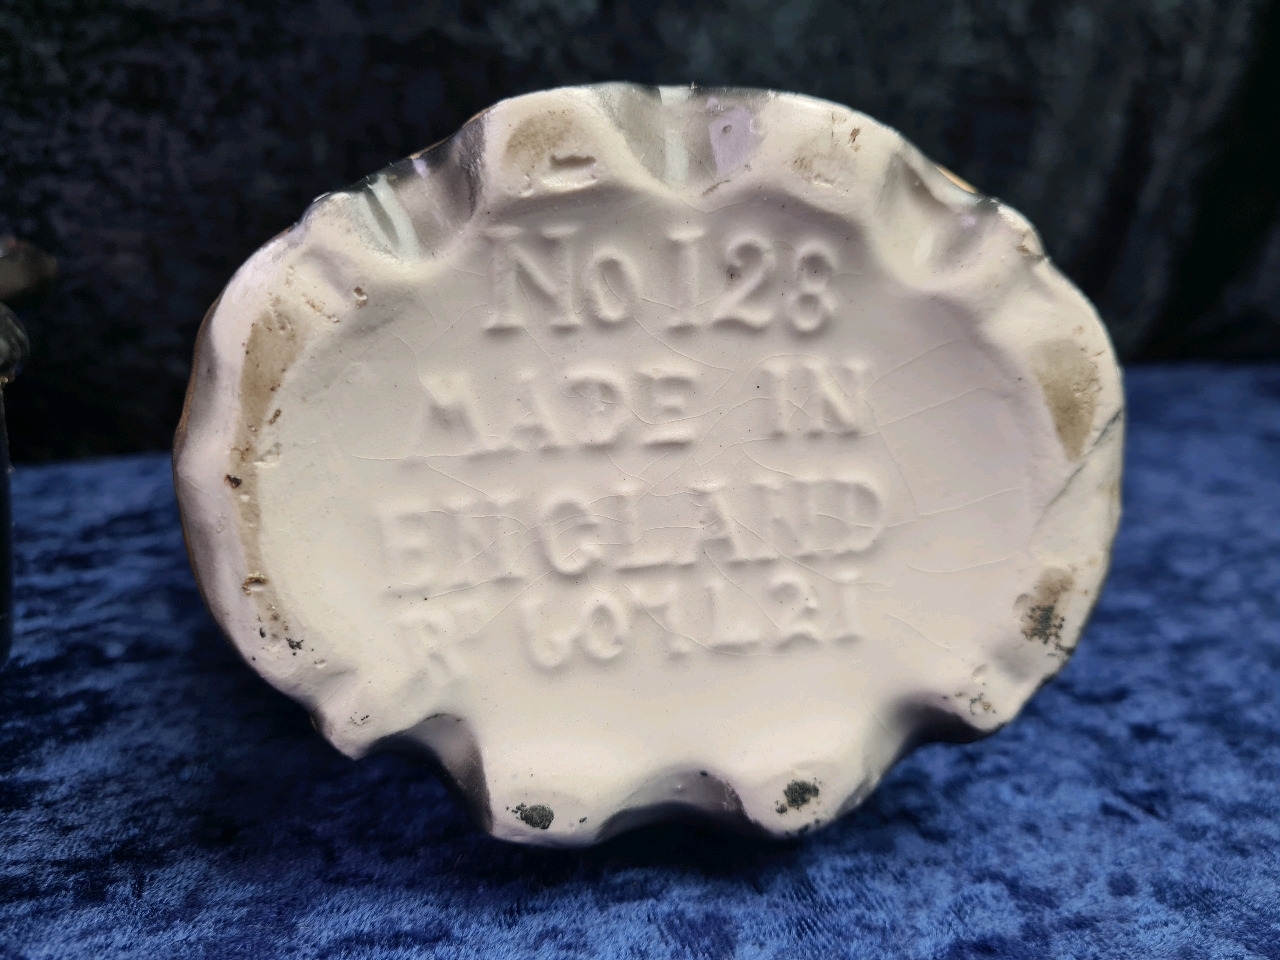 No 128
MADE IN
ENGLAND
Rᵈ 607121